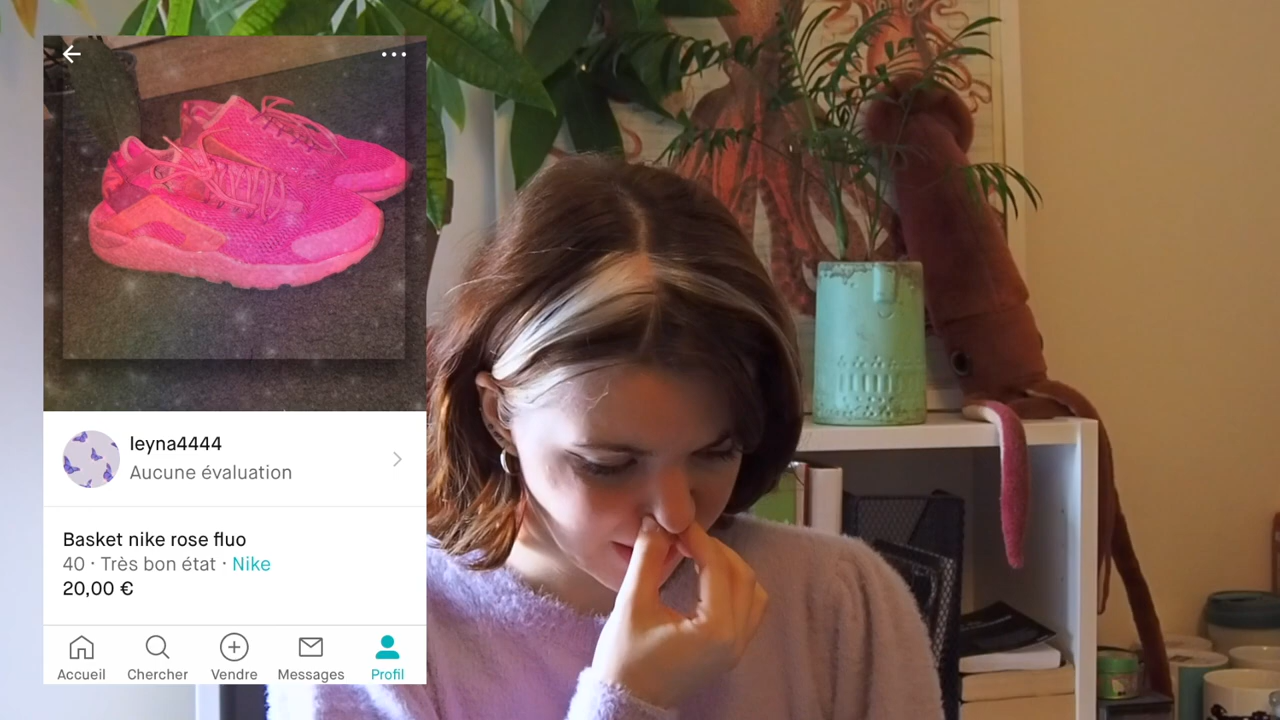 leyna4444
Aucune évaluation
Basket nike rose fluo
40 · Très bon état · Nike
20,00 €
Accueil
Chercher
Vendre
Messages
Profil